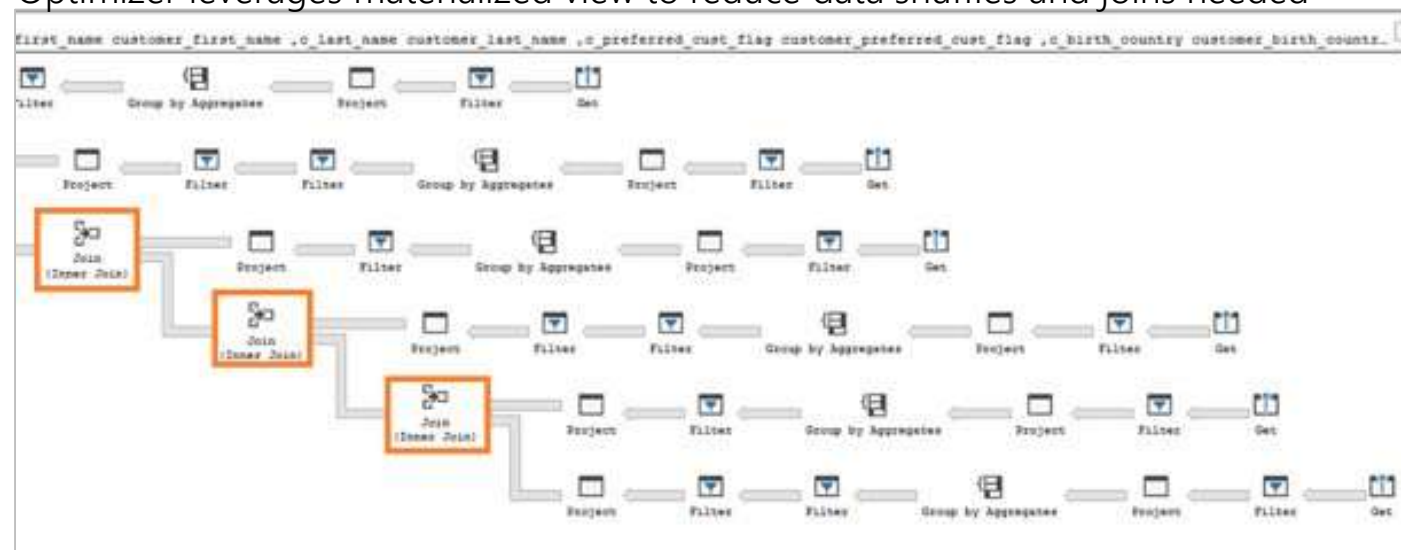 Optimizer leverages materialized view to reduce data shuffles and joins needed
first_name customer_first_name ,c_last_name customer_last_name ,c_preferred_cust_flag customer_preferred_cust_flag ,c_birth_country customer_birth_countr...
Filter Group by Aggregates Project Filter Get
Project Filter Filter Group by Aggregates Project Filter Get
Join
(Inner Join)
Project Filter Group by Aggregates Project Filter Get
Join
(Inner Join)
Project Filter Filter Group by Aggregates Project Filter Get
Join
(Inner Join)
Project Filter Group by Aggregates Project Filter Get
Project Filter Filter Group by Aggregates Project Filter Get